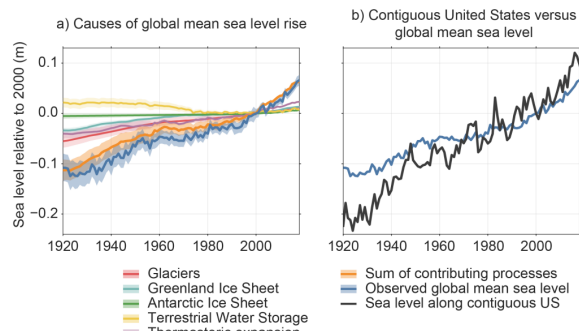 a) Causes of global mean sea level rise
b) Contiguous United States versus
global mean sea level
Sea level relative to 2000 (m)
0.1
0.0
−0.1
−0.2
1920 1940 1960 1980 2000
1920 1940 1960 1980 2000
Glaciers
Greenland Ice Sheet
Antarctic Ice Sheet
Terrestrial Water Storage
Thermosteric expansion
Sum of contributing processes
Observed global mean sea level
Sea level along contiguous US